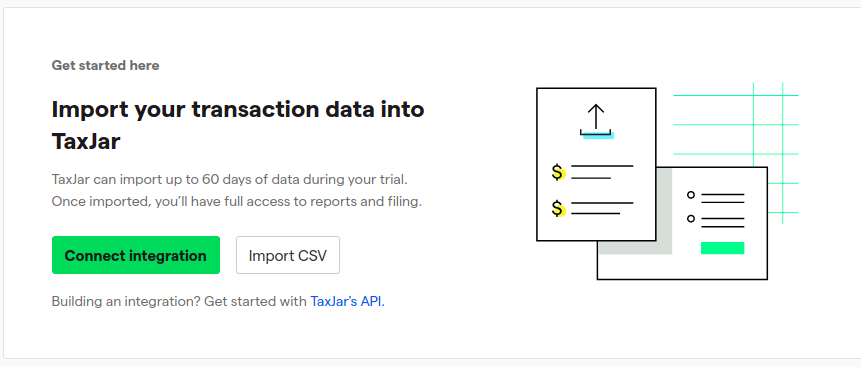 Get started here
Import your transaction data into
TaxJar
TaxJar can import up to 60 days of data during your trial.
Once imported, you’ll have full access to reports and filing.
Connect integration
Import CSV
Building an integration? Get started with TaxJar’s API.
$
$